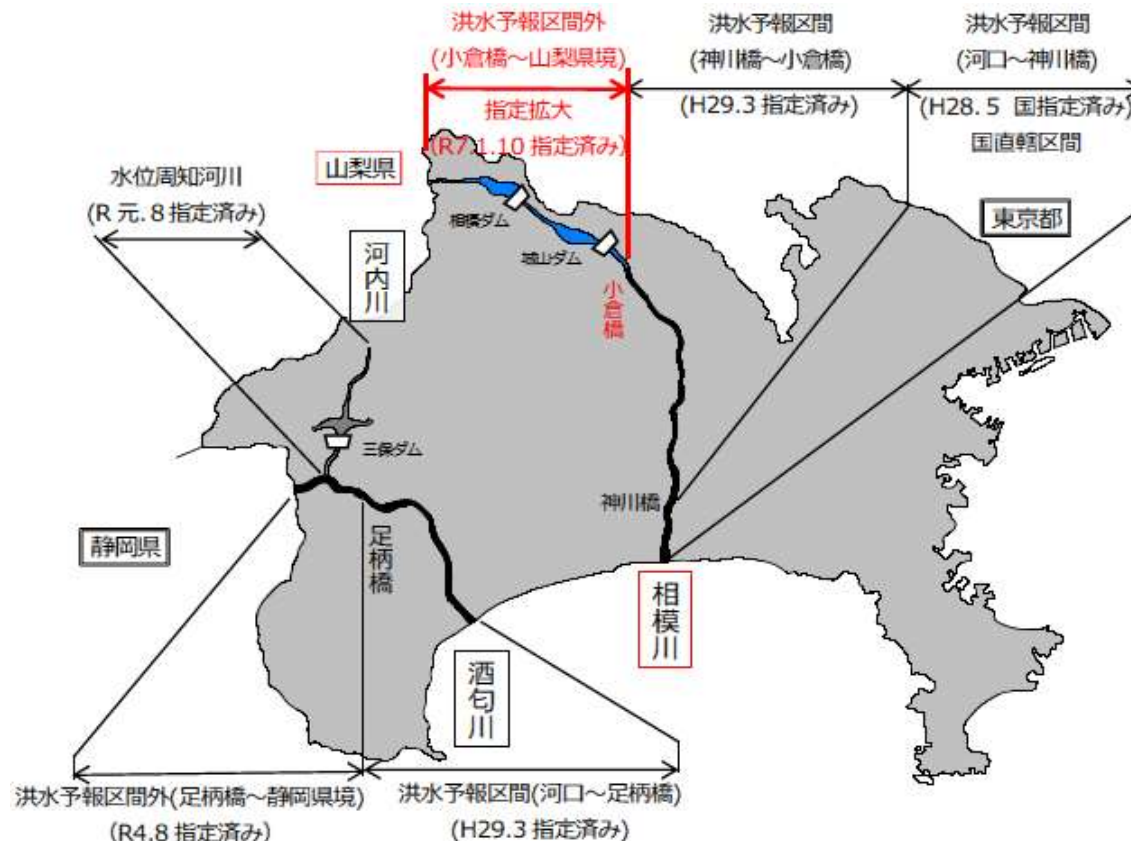 洪水予報区間外
(小倉橋～山梨県境)
指定拡大
(R7.1.10 指定済み)
洪水予報区間
(神川橋～小倉橋)
(H29.3 指定済み)
洪水予報区間
(河口～神川橋)
(H28.5 国指定済み)
国直轄区間
水位周知河川
(R 元.8 指定済み)
山梨県
東京都
河内川
相模ダム
城山ダム
小倉橋
三保ダム
神川橋
静岡県
足柄橋
相模川
酒匂川
洪水予報区間外(足柄橋～静岡県境)
(R4.8 指定済み)
洪水予報区間(河口～足柄橋)
(H29.3 指定済み)